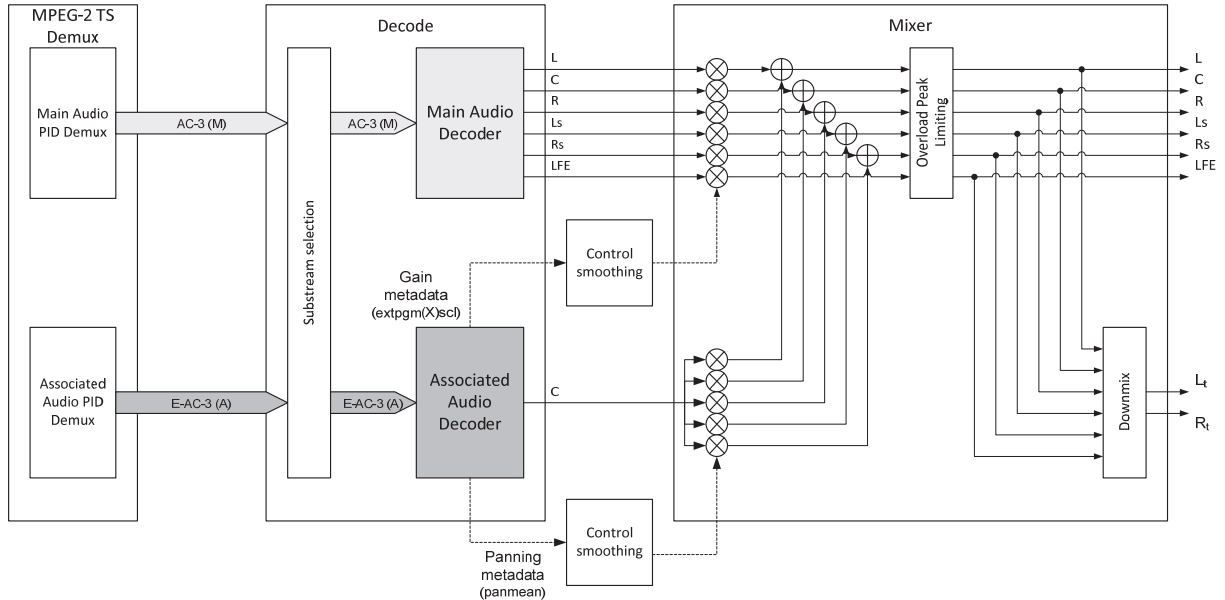 MPEG-2 TS
Demux
Decode
Mixer
Main Audio
PID Demux
AC-3 (M)
AC-3 (M)
Main Audio
Decoder
L
C
R
Ls
Rs
LFE
Overload Peak
Limiting
L
C
R
Ls
Rs
LFE
Substream selection
Control
smoothing
Gain
metadata
(extpgm(X)scl)
Associated
Audio PID
Demux
E-AC-3 (A)
E-AC-3 (A)
Associated
Audio
Decoder
C
Downmix
Lt
Rt
Control
smoothing
Panning
metadata
(panmean)